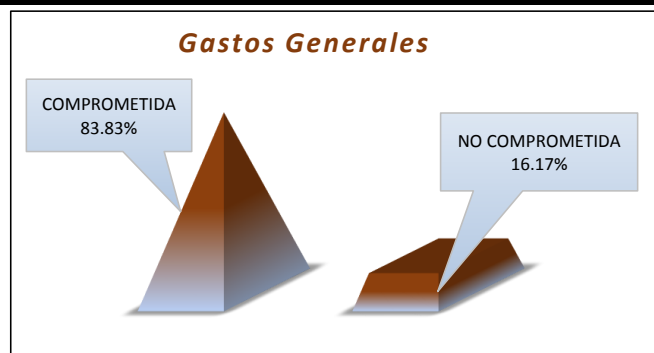 Gastos Generales
COMPROMETIDA
83.83%
NO COMPROMETIDA
16.17%